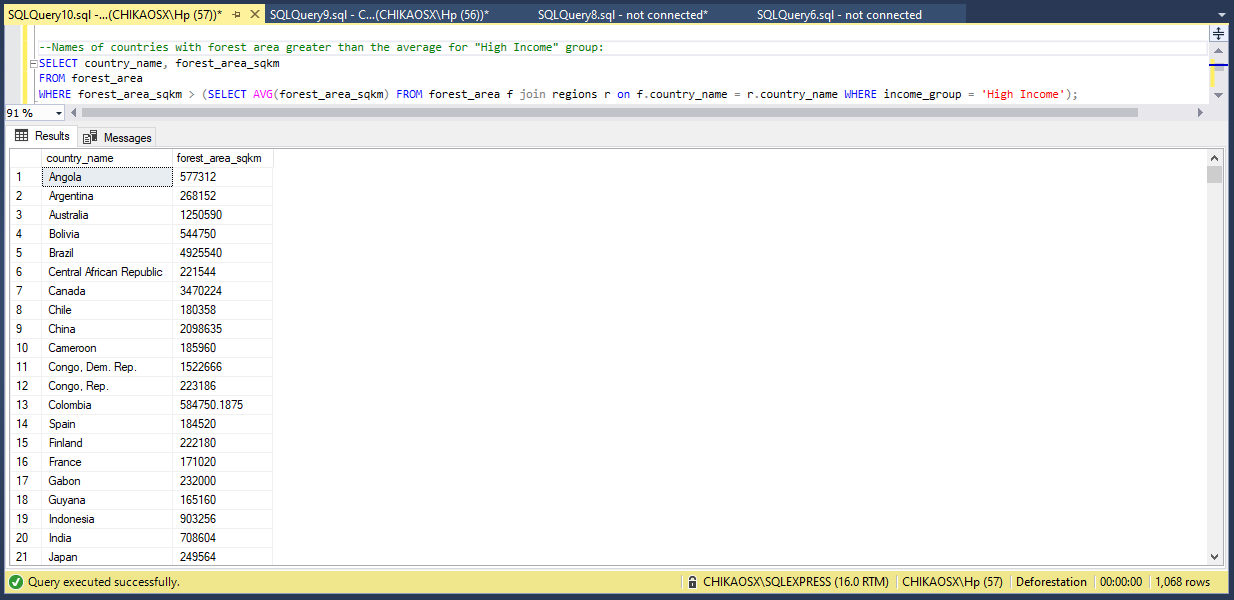 SQLQuery10.sql -...(CHIKAOSX\Hp (57))* SQLQuery9.sql - C...(CHIKAOSX\Hp (56))* SQLQuery8.sql - not connected* SQLQuery6.sql - not connected
--Names of countries with forest area greater than the average for "High Income" group:
SELECT country_name, forest_area_sqkm
FROM forest_area
WHERE forest_area_sqkm > (SELECT AVG(forest_area_sqkm) FROM forest_area f join regions r on f.country_name = r.country_name WHERE income_group = 'High Income');
91 %
Results Messages
country_name forest_area_sqkm
1 Angola 577312
2 Argentina 268152
3 Australia 1250590
4 Bolivia 544750
5 Brazil 4925540
6 Central African Republic 221544
7 Canada 3470224
8 Chile 180358
9 China 2098635
10 Cameroon 185960
11 Congo, Dem. Rep. 1522666
12 Congo, Rep. 223186
13 Colombia 584750.1875
14 Spain 184520
15 Finland 222180
16 France 171020
17 Gabon 232000
18 Guyana 165160
19 Indonesia 903256
20 India 708604
21 Japan 249564
Query executed successfully. CHIKAOSX\SQLEXPRESS (16.0 RTM) CHIKAOSX\Hp (57) Deforestation 00:00:00 1,068 rows